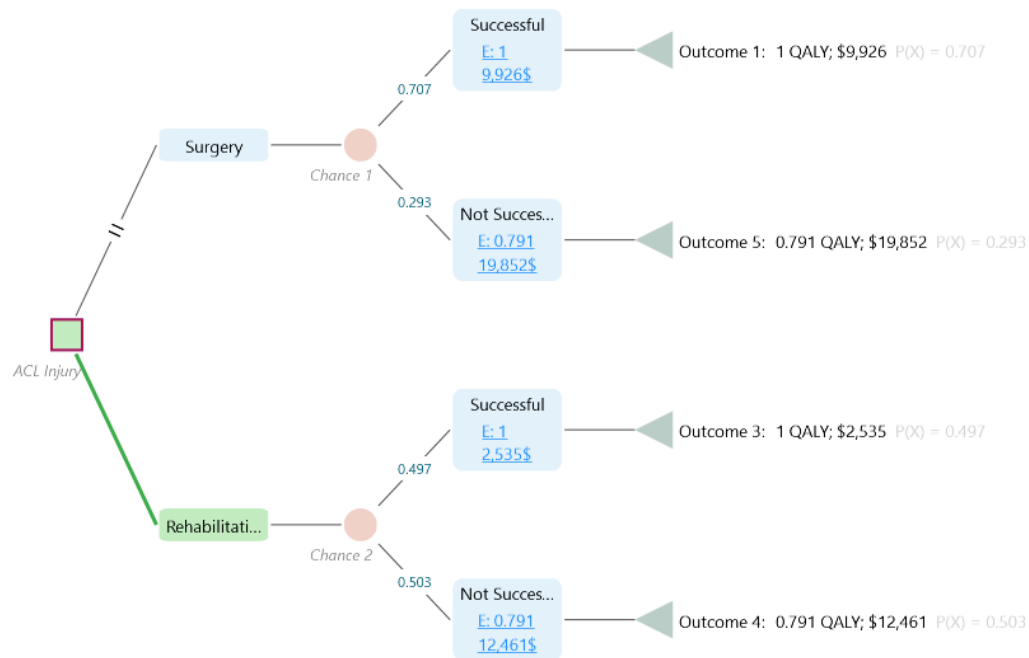 Successful
E: 1
9,926$
Outcome 1: 1 QALY; $9,926 P(X) = 0.707
0.707
Surgery
Chance 1
0.293
Not Succes...
E: 0.791
19,852$
Outcome 5: 0.791 QALY; $19,852 P(X) = 0.293
ACL Injury
Successful
E: 1
2,535$
Outcome 3: 1 QALY; $2,535 P(X) = 0.497
0.497
Rehabilitati...
Chance 2
0.503
Not Succes...
E: 0.791
12,461$
Outcome 4: 0.791 QALY; $12,461 P(X) = 0.503